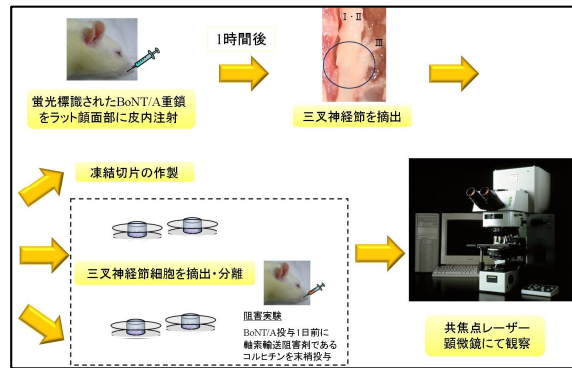 1時間後
Ⅰ・Ⅱ
Ⅲ
蛍光標識されたBoNT/A重鎖
をラット顔面部に皮内注射
三叉神経節を摘出
凍結切片の作製
三叉神経節細胞を摘出・分離
阻害実験
BoNT/A投与1日前に
軸索輸送阻害剤である
コルヒチンを末梢投与
共焦点レーザー
顕微鏡にて観察